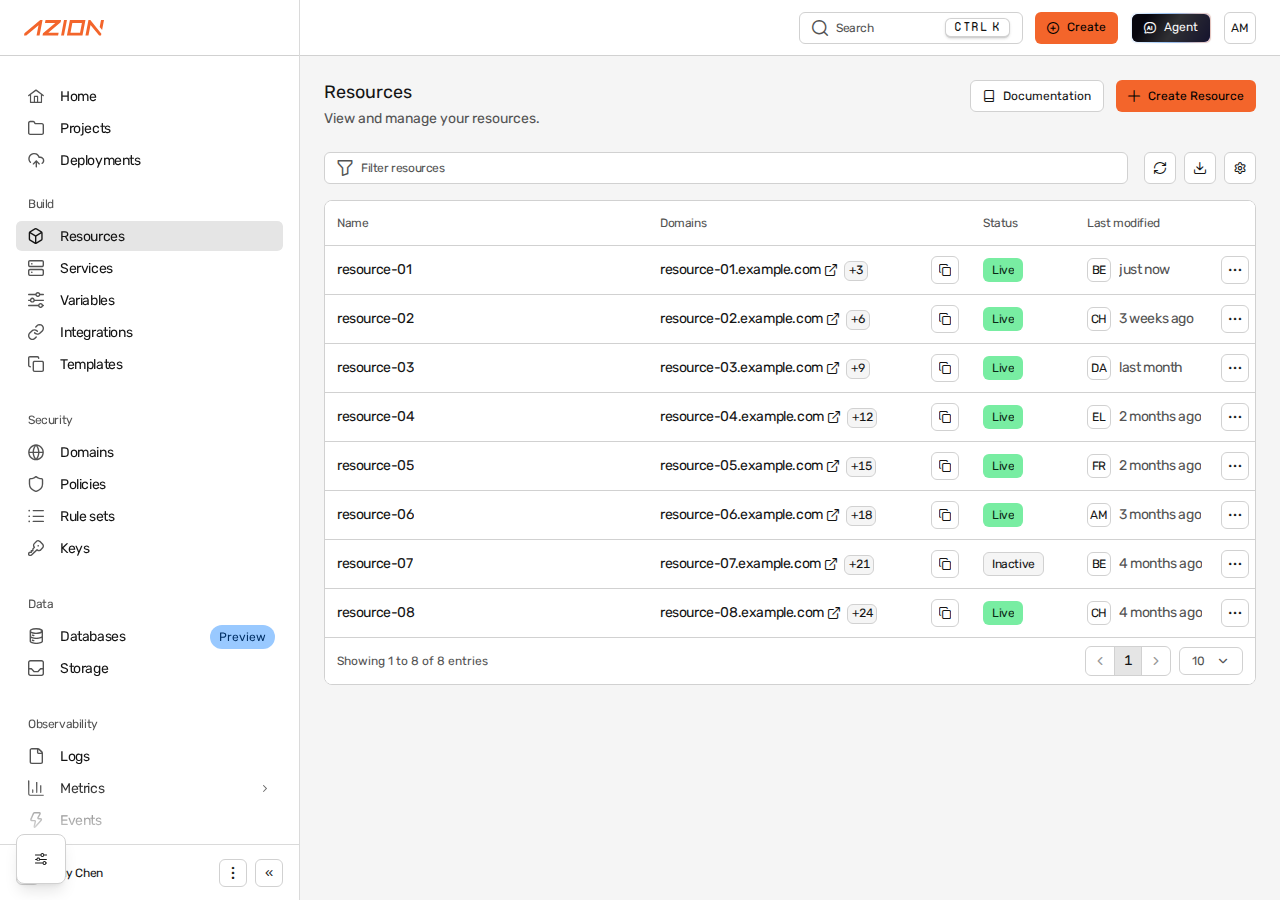 AZION
Search
CTRL K
Create
AI
Agent
AM
Home
Projects
Deployments
Build
Resources
Services
Variables
Integrations
Templates
Security
Domains
Policies
Rule sets
Keys
Data
Databases
Preview
Storage
Observability
Logs
Metrics
Events
y Chen
Resources
View and manage your resources.
Documentation
Create Resource
Filter resources
Name Domains Status Last modified
resource-01 resource-01.example.com +3 Live BE just now
resource-02 resource-02.example.com +6 Live CH 3 weeks ago
resource-03 resource-03.example.com +9 Live DA last month
resource-04 resource-04.example.com +12 Live EL 2 months ago
resource-05 resource-05.example.com +15 Live FR 2 months ago
resource-06 resource-06.example.com +18 Live AM 3 months ago
resource-07 resource-07.example.com +21 Inactive BE 4 months ago
resource-08 resource-08.example.com +24 Live CH 4 months ago
Showing 1 to 8 of 8 entries
1
10